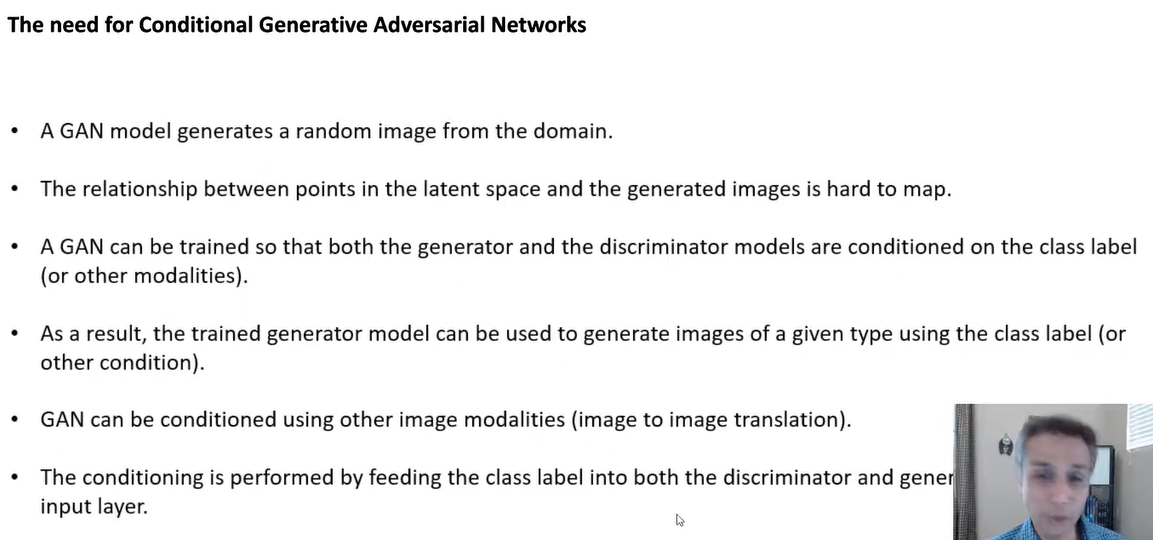 The need for Conditional Generative Adversarial Networks
• A GAN model generates a random image from the domain.
• The relationship between points in the latent space and the generated images is hard to map.
• A GAN can be trained so that both the generator and the discriminator models are conditioned on the class label
(or other modalities).
• As a result, the trained generator model can be used to generate images of a given type using the class label (or
other condition).
• GAN can be conditioned using other image modalities (image to image translation).
• The conditioning is performed by feeding the class label into both the discriminator and gener
input layer.